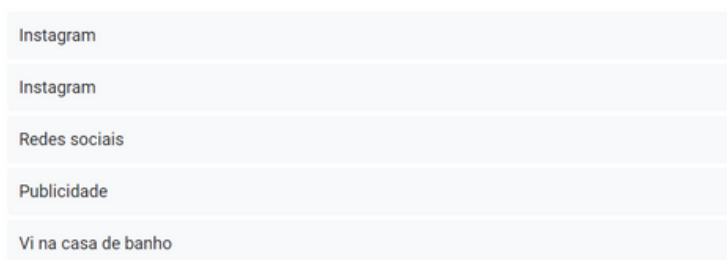 Instagram
Instagram
Redes sociais
Publicidade
Vi na casa de banho